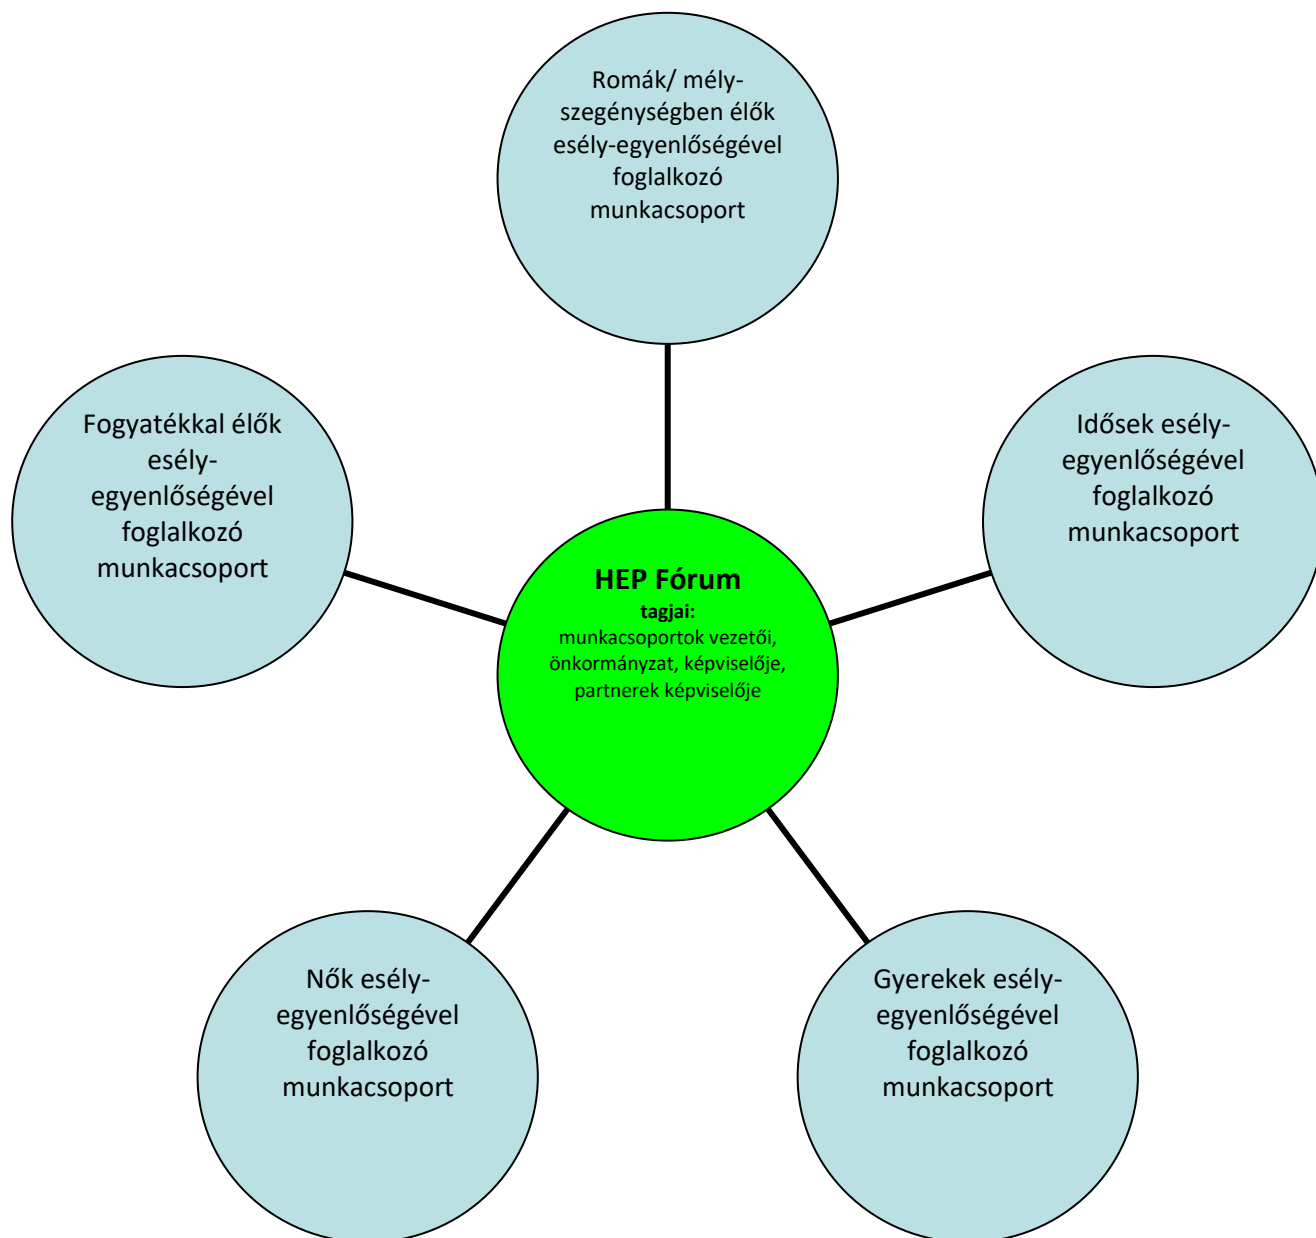 Romák/ mély-
szegénységben élők
esély-egyenlőségével
foglalkozó
munkacsoport
Fogyatékkal élők
esély-
egyenlőségével
foglalkozó
munkacsoport
Idősek esély-
egyenlőségével
foglalkozó
munkacsoport
HEP Fórum
tagjai:
munkacsoportok vezetői,
önkormányzat, képviselője,
partnerek képviselője
Nők esély-
egyenlőségével
foglalkozó
munkacsoport
Gyerekek esély-
egyenlőségével
foglalkozó
munkacsoport